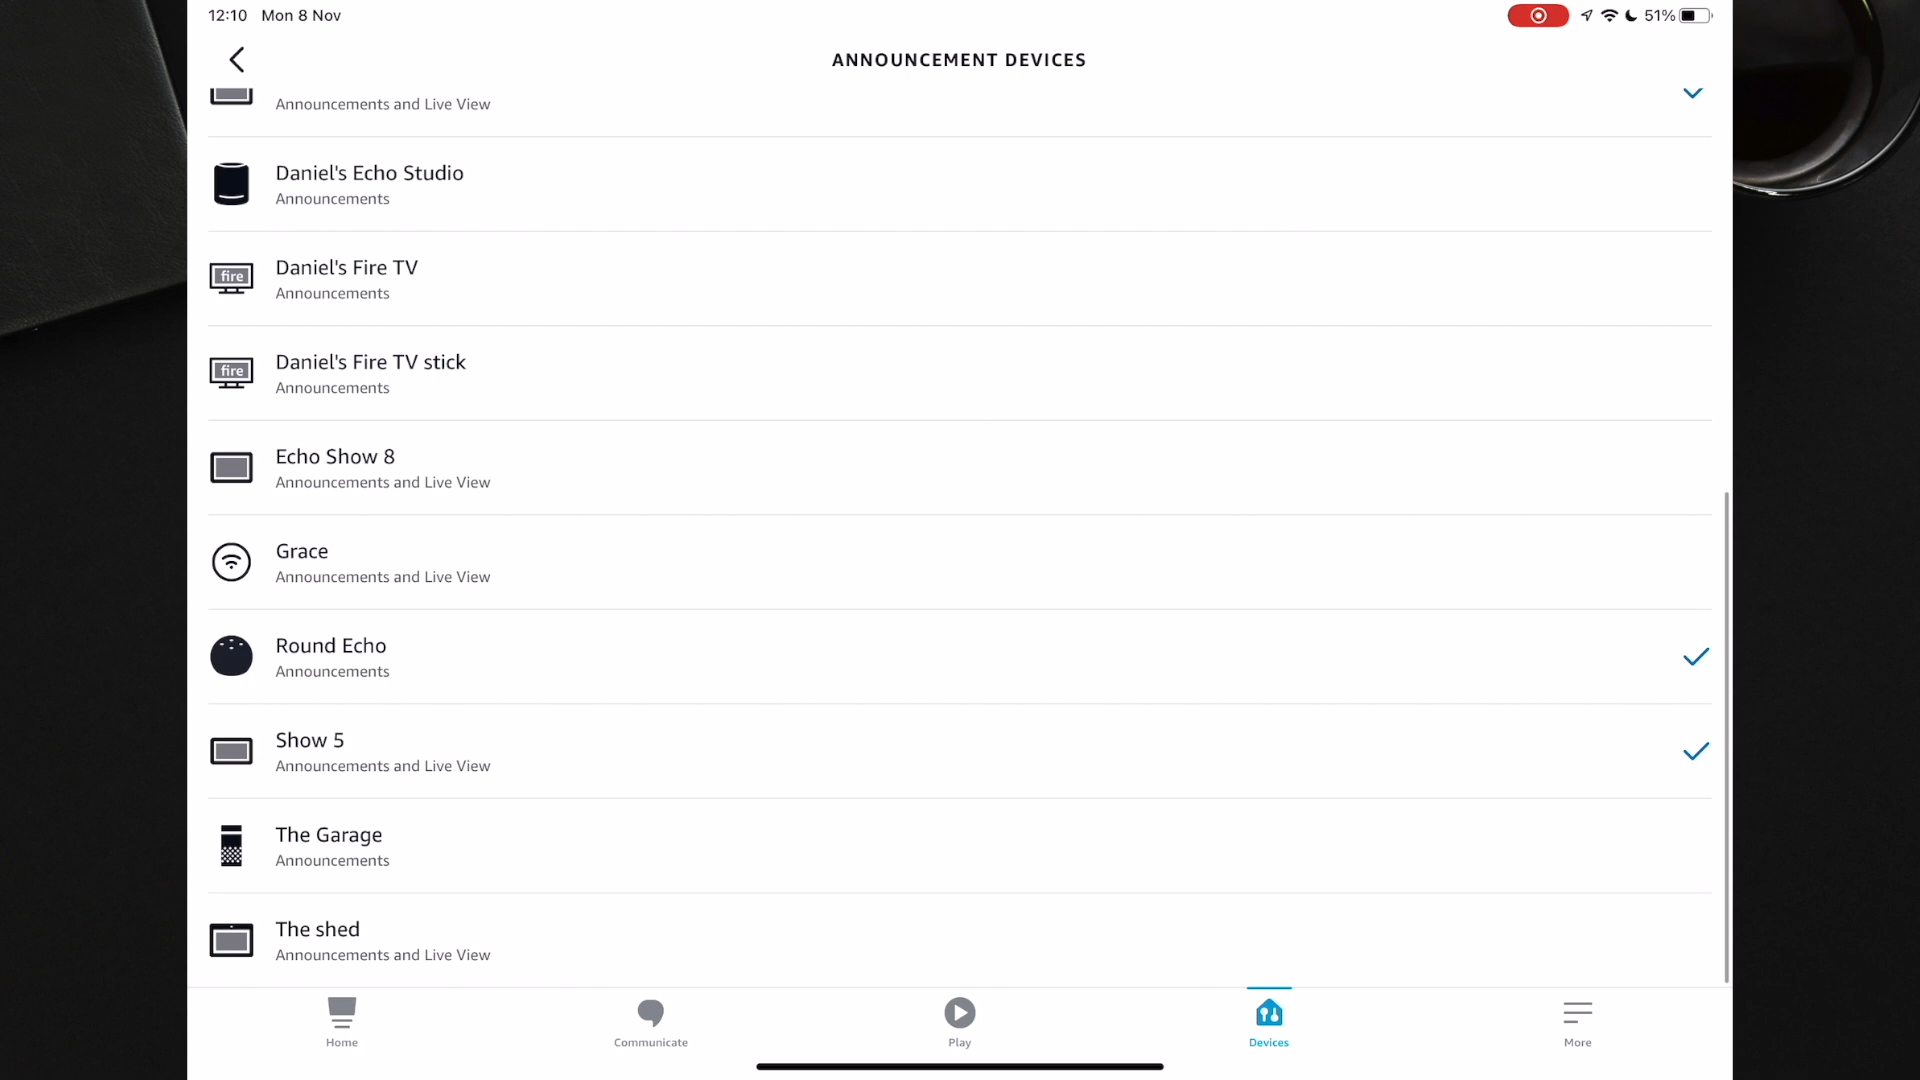 12:10 Mon 8 Nov 51%
ANNOUNCEMENT DEVICES
Announcements and Live View
Daniel's Echo Studio
Announcements
fire
Daniel's Fire TV
Announcements
fire
Daniel's Fire TV stick
Announcements
Echo Show 8
Announcements and Live View
Grace
Announcements and Live View
Round Echo
Announcements
Show 5
Announcements and Live View
The Garage
Announcements
The shed
Announcements and Live View
Home Communicate Play Devices More